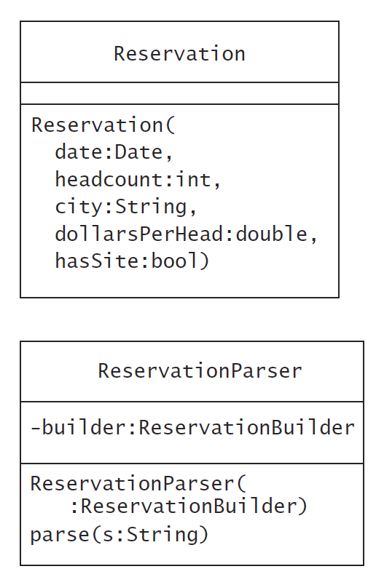 Reservation
Reservation(
date:Date,
headcount:int,
city:String,
dollarsPerHead:double,
hasSite:bool)
ReservationParser
-builder:ReservationBuilder
ReservationParser(
:ReservationBuilder)
parse(s:String)